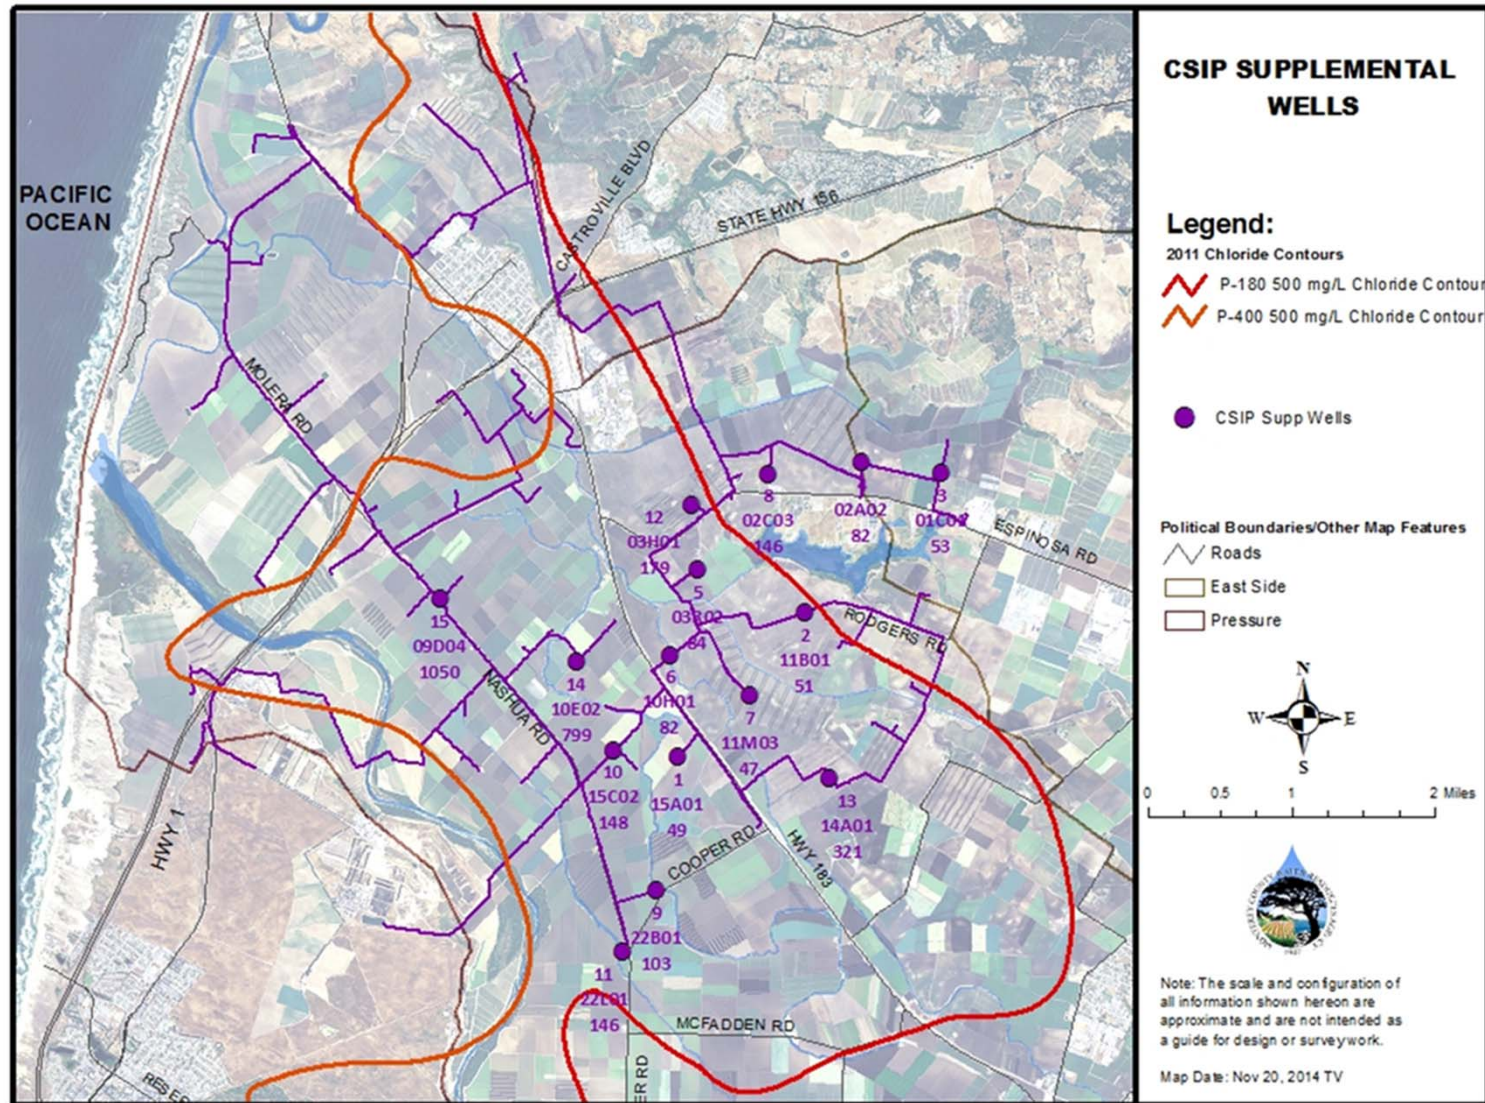 PACIFIC
OCEAN
CASTROVILLE BLVD
STATE HWY 156
MOLERA RD
ESPINOSA RD
RODGERS RD
NASHUA RD
HWY 1
COOPER RD
HWY 183
MCFADDEN RD
ER RD
RESER
8
02C03
146
4
02A02
82
3
53
12
03H01
179
5
84
15
09D04
1050
2
11B01
51
14
10E02
799
6
10H01
82
7
11M03
47
10
15C02
148
1
15A01
49
13
14A01
321
9
22B01
103
11
146
CSIP SUPPLEMENTAL
WELLS
Legend:
2011 Chloride Contours
P-180 500 mg/L Chloride Contour
P-400 500 mg/L Chloride Contour
CSIP Supp Wells
Political Boundaries/Other Map Features
Roads
East Side
Pressure
N
W E
S
0 0.5 1 2 Miles
Note: The scale and configuration of
all information shown hereon are
approximate and are not intended as
a guide for design or survey work.
Map Date: Nov 20, 2014 TV